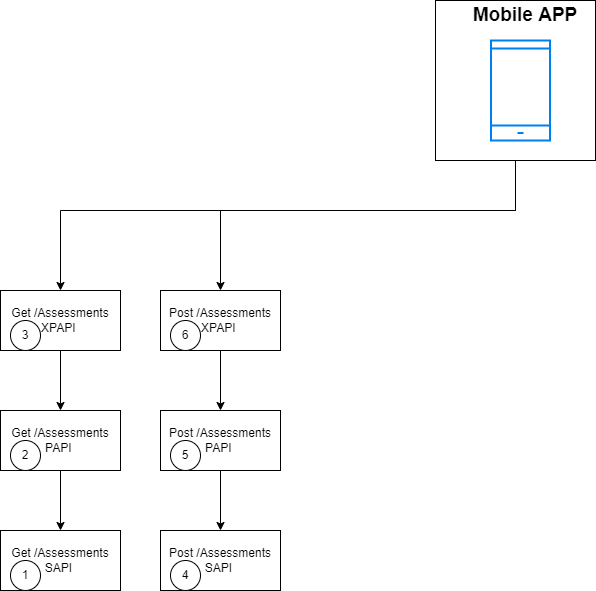 Mobile APP
Get /Assessments
XPAPI
3
Post /Assessments
XPAPI
6
Get /Assessments
PAPI
2
Post /Assessments
PAPI
5
Get /Assessments
SAPI
1
Post /Assessments
SAPI
4